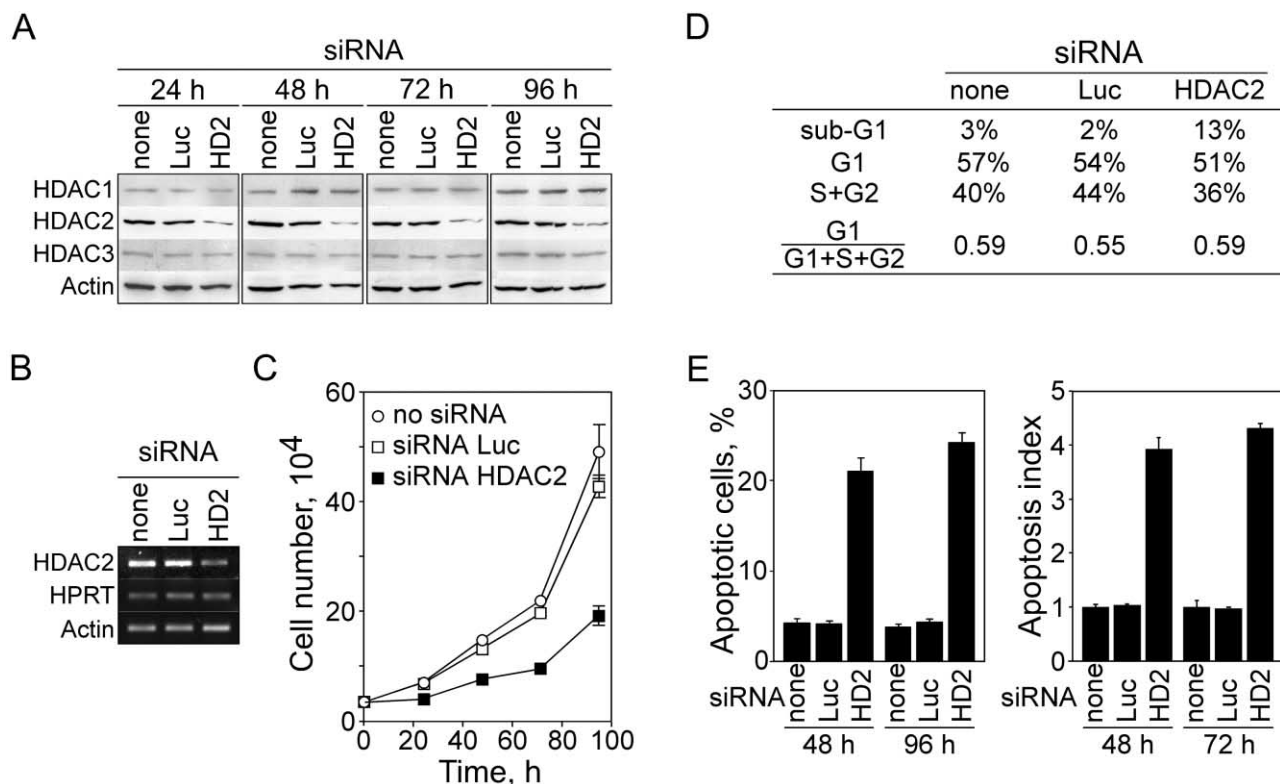 A
siRNA
24 h 48 h 72 h 96 h
none Luc HD2 none Luc HD2 none Luc HD2 none Luc HD2
HDAC1
HDAC2
HDAC3
Actin
B
siRNA
none Luc HD2
HDAC2
HPRT
Actin
C
Cell number, 10⁴
60
40
20
0
no siRNA
siRNA Luc
siRNA HDAC2
0 20 40 60 80 100
Time, h
D
siRNA
none Luc HDAC2
sub-G1 3% 2% 13%
G1 57% 54% 51%
S+G2 40% 44% 36%
G1
G1+S+G2 0.59 0.55 0.59
E
Apoptotic cells, %
30
20
10
0
siRNA none Luc HD2 none Luc HD2
48 h 96 h
Apoptosis index
5
4
3
2
1
0
siRNA none Luc HD2 none Luc HD2
48 h 72 h